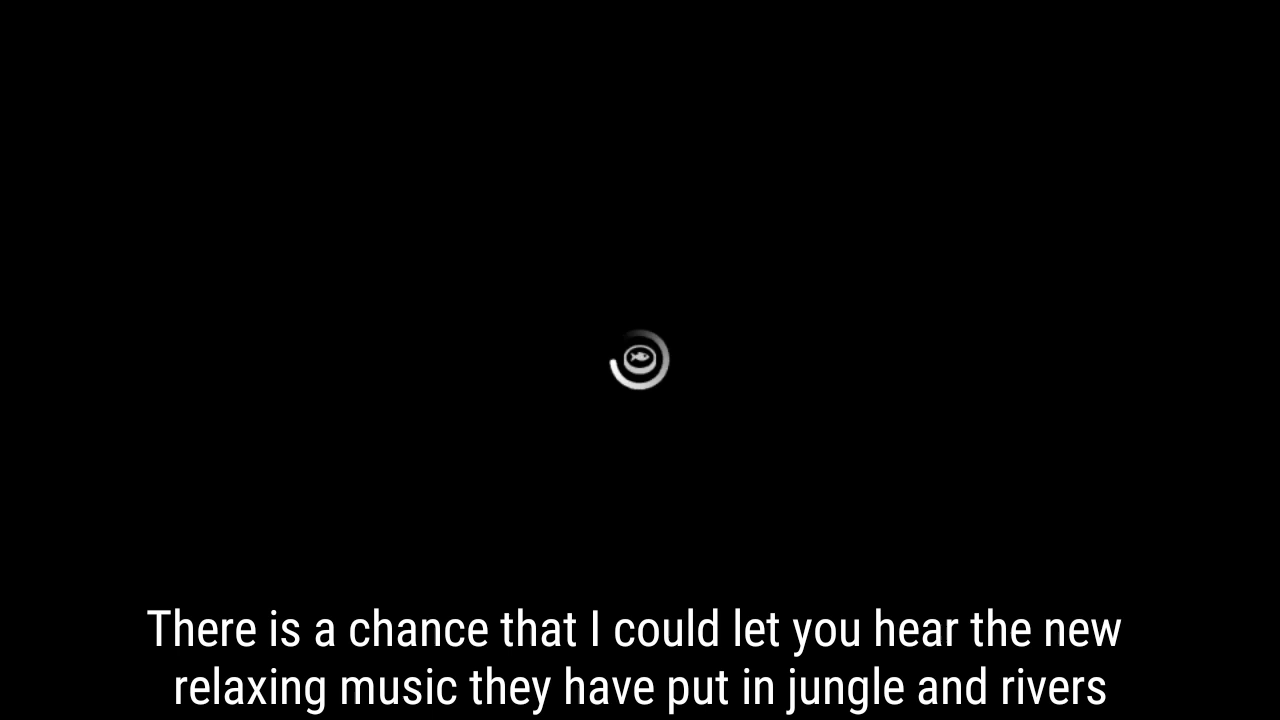 There is a chance that I could let you hear the new
relaxing music they have put in jungle and rivers